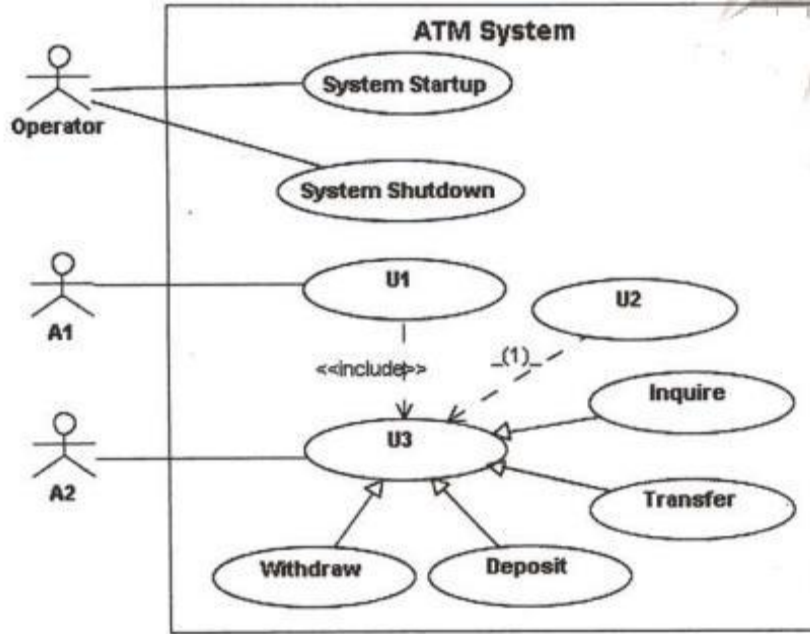 ATM System
System Startup
Operator
System Shutdown
U1
U2
A1
<<include>>
_(1)_
Inquire
U3
A2
Transfer
Withdraw
Deposit